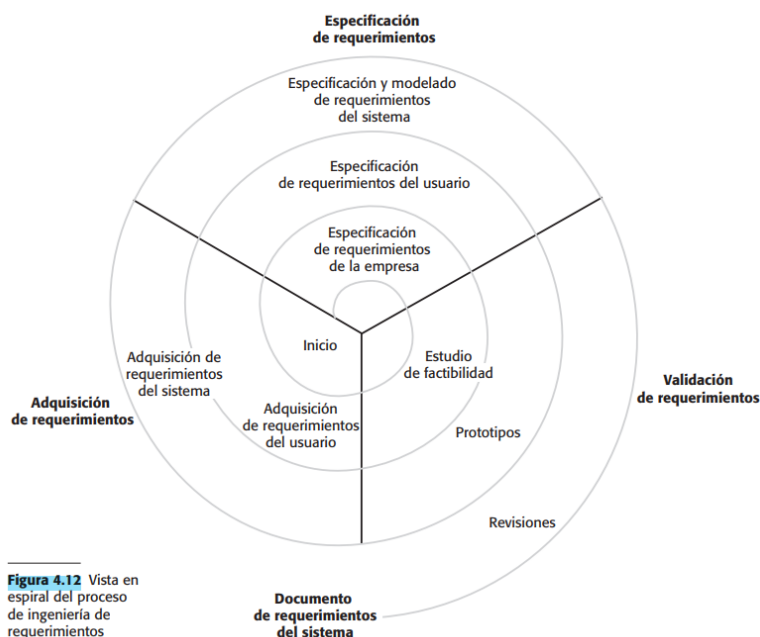 Especificación
de requerimientos
Especificación y modelado
de requerimientos
del sistema
Especificación
de requerimientos del usuario
Especificación
de requerimientos
de la empresa
Inicio
Estudio
de factibilidad
Adquisición de
requerimientos
del sistema
Validación
de requerimientos
Adquisición
de requerimientos
Adquisición
de requerimientos
del usuario
Prototipos
Revisiones
Figura 4.12 Vista en
espiral del proceso
de ingeniería de
requerimientos
Documento
de requerimientos
del sistema